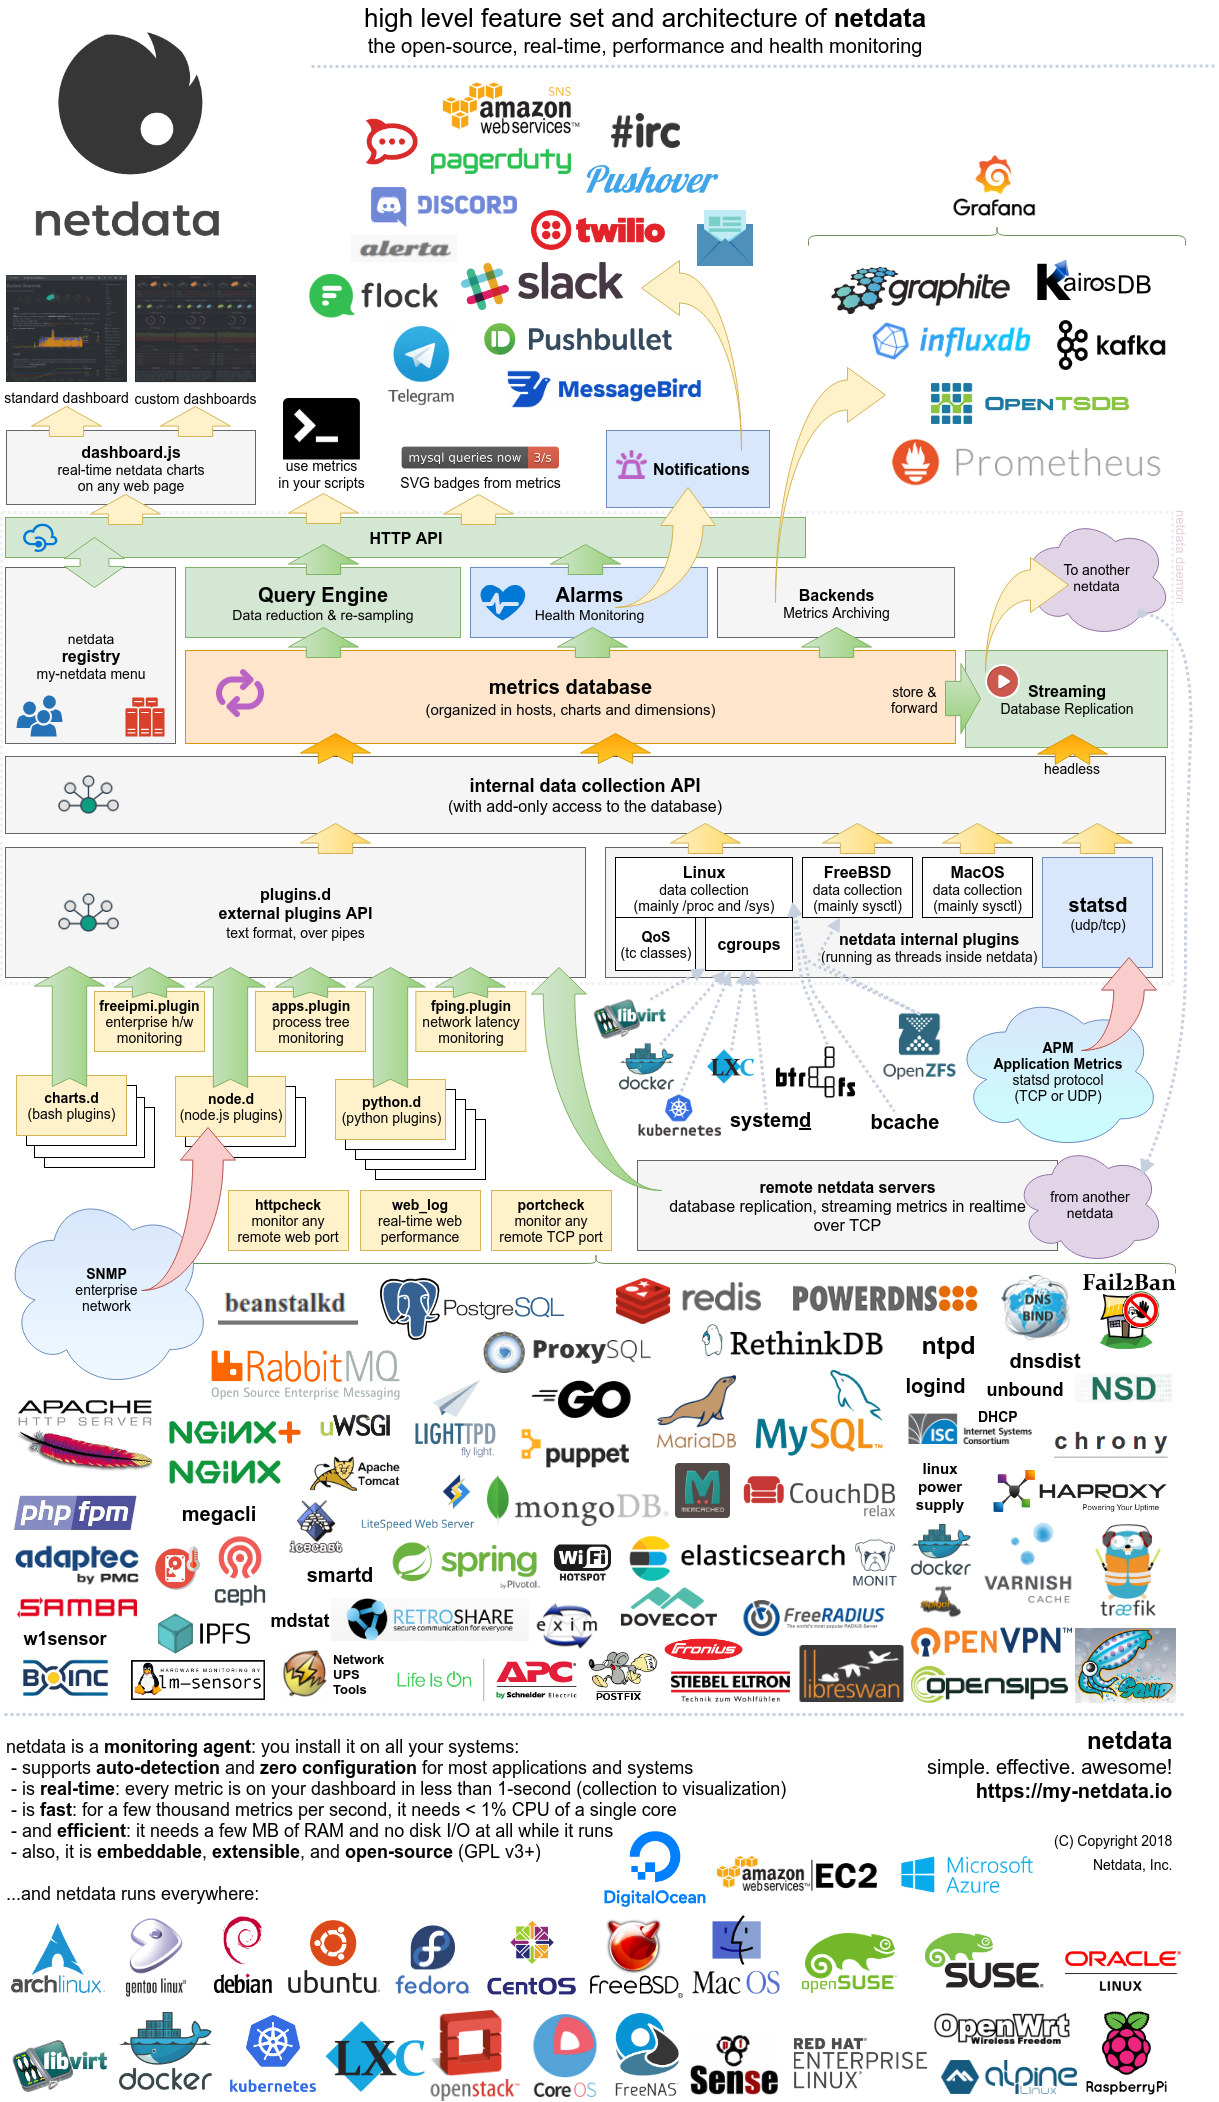 high level feature set and architecture of netdata
the open-source, real-time, performance and health monitoring
netdata
SNS
amazon
webservices™
#irc
pagerduty
Pushover
DISCORD
twilio
alerta
flock
slack
Pushbullet
Telegram
MessageBird
Grafana
graphite
KairosDB
influxdb
kafka
OPENTSDB
Prometheus
standard dashboard
custom dashboards
dashboard.js
real-time netdata charts
on any web page
use metrics
in your scripts
mysql queries now 3/s
SVG badges from metrics
Notifications
netdata daemon
HTTP API
netdata
registry
my-netdata menu
Query Engine
Data reduction & re-sampling
Alarms
Health Monitoring
Backends
Metrics Archiving
To another
netdata
metrics database
(organized in hosts, charts and dimensions)
store &
forward
Streaming
Database Replication
headless
internal data collection API
(with add-only access to the database)
plugins.d
external plugins API
text format, over pipes
Linux
data collection
(mainly /proc and /sys)
FreeBSD
data collection
(mainly sysctl)
MacOS
data collection
(mainly sysctl)
statsd
(udp/tcp)
QoS
(tc classes)
cgroups
netdata internal plugins
(running as threads inside netdata)
freeipmi.plugin
enterprise h/w
monitoring
apps.plugin
process tree
monitoring
fping.plugin
network latency
monitoring
charts.d
(bash plugins)
node.d
(node.js plugins)
python.d
(python plugins)
libvirt
docker
LXC
btrfs
OpenZFS
kubernetes
systemd
bcache
APM
Application Metrics
statsd protocol
(TCP or UDP)
httpcheck
monitor any
remote web port
web_log
real-time web
performance
portcheck
monitor any
remote TCP port
remote netdata servers
database replication, streaming metrics in realtime
over TCP
from another
netdata
SNMP
enterprise
network
beanstalkd
PostgreSQL
redis
POWERDNS
DNS
BIND
Fail2Ban
RabbitMQ
Open Source Enterprise Messaging
ProxySQL
RethinkDB
ntpd
dnsdist
APACHE
HTTP SERVER
NGINX+
uWSGI
LIGHTTPD
fly light.
GO
puppet
MariaDB
MySQL™
logind
unbound
NSD
ISC
DHCP
Internet Systems
Consortium
chrony
NGINX
Apache
Tomcat
php fpm
megacli
icecast
LiteSpeed Web Server
mongoDB
MEMCACHED
CouchDB
relax
linux
power
supply
HAPROXY
Powering Your Uptime
adaptec
by PMC
ceph
smartd
spring
by Pivotal.
WiFi
HOTSPOT
elasticsearch
MONIT
docker
VARNISH
CACHE
træfik
SAMBA
w1sensor
IPFS
mdstat
RETROSHARE
secure communication for everyone
exim
DOVECOT
FreeRADIUS
The world's most popular RADIUS Server
spigot
OPENVPN™
BOINC
HARDWARE MONITORING BY
lm-sensors
Network
UPS
Tools
Life Is On
APC
by Schneider Electric
POSTFIX
Fronius
STIEBEL ELTRON
Technik zum Wohlfühlen
libreswan
opensips
Squid
netdata is a monitoring agent: you install it on all your systems:
- supports auto-detection and zero configuration for most applications and systems
- is real-time: every metric is on your dashboard in less than 1-second (collection to visualization)
- is fast: for a few thousand metrics per second, it needs < 1% CPU of a single core
- and efficient: it needs a few MB of RAM and no disk I/O at all while it runs
- also, it is embeddable, extensible, and open-source (GPL v3+)
netdata
simple. effective. awesome!
https://my-netdata.io
(C) Copyright 2018
Netdata, Inc.
...and netdata runs everywhere:
DigitalOcean
amazon
webservices™
EC2
Microsoft
Azure
archlinux
gentoo linux
debian
ubuntu
fedora
CentOS
FreeBSD
Mac OS
openSUSE
SUSE
ORACLE
LINUX
libvirt
docker
kubernetes
LXC
openstack™
CoreOS
FreeNAS
pf
Sense
RED HAT
ENTERPRISE
LINUX
OpenWrt
Wireless Freedom
alpine
Linux
RaspberryPi